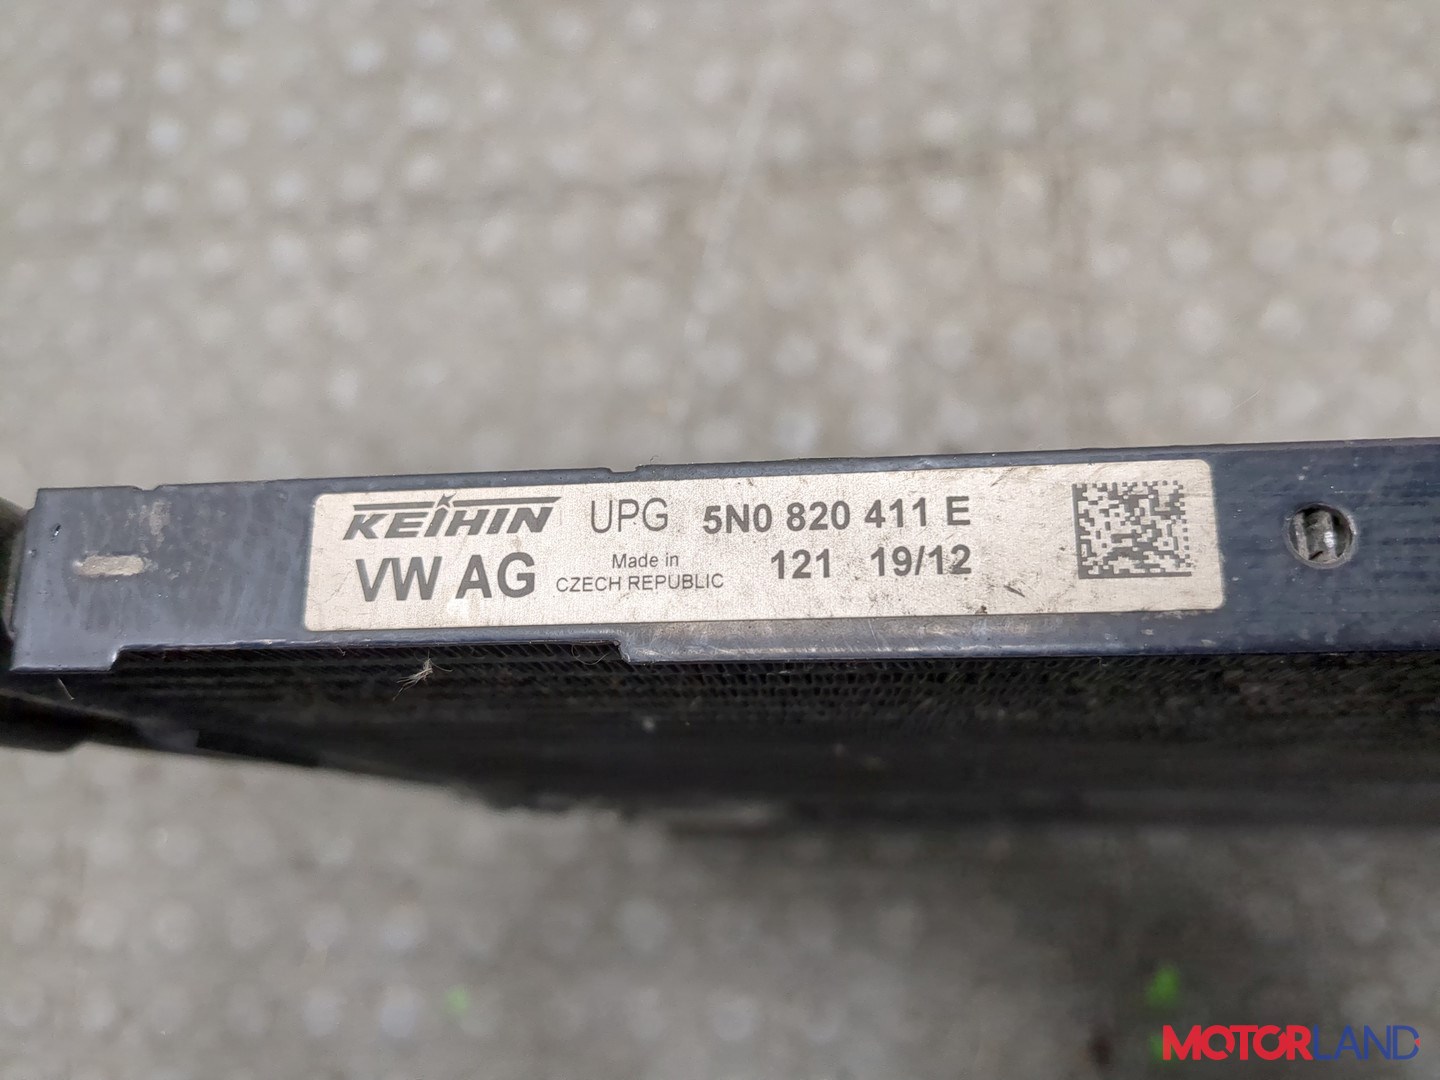 KEIHIN UPG 5N0 820 411 E
VW AG Made in CZECH REPUBLIC 121 19/12
MOTORLAND